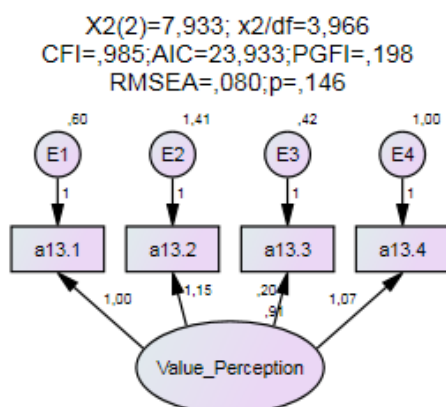 X2(2)=7,933; x2/df=3,966
CFI=,985;AIC=23,933;PGFI=,198
RMSEA=,080;p=,146
,60 1,41 ,42 1,00
E1 E2 E3 E4
1 1 1 1
a13.1 a13.2 a13.3 a13.4
1,00 1,15 ,20 1,07
,91
Value_Perception